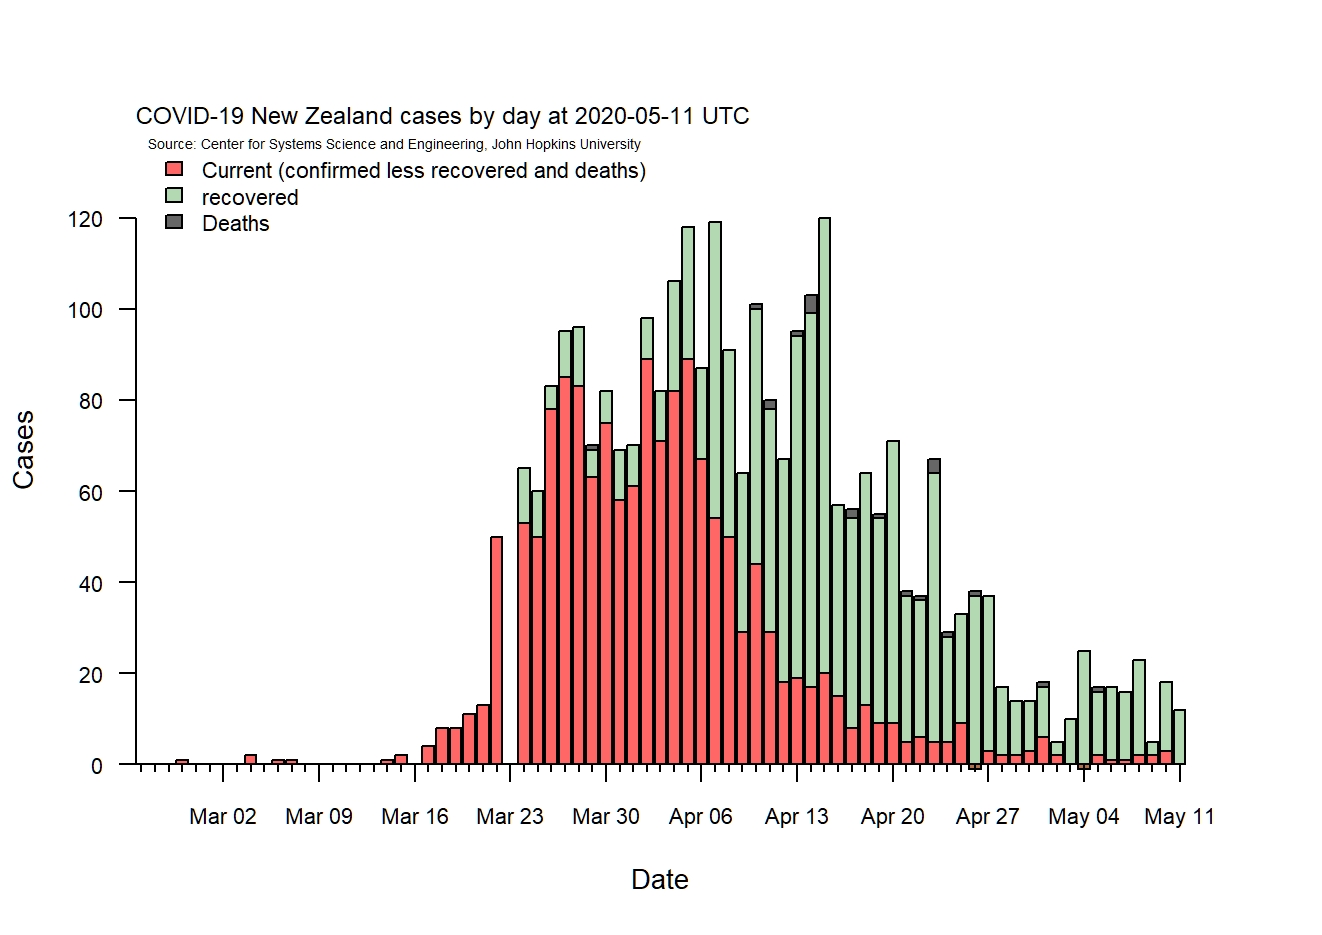 COVID-19 New Zealand cases by day at 2020-05-11 UTC
Source: Center for Systems Science and Engineering, John Hopkins University
Current (confirmed less recovered and deaths)
recovered
Deaths
120
100
80
60
40
20
0
Cases
Mar 02 Mar 09 Mar 16 Mar 23 Mar 30 Apr 06 Apr 13 Apr 20 Apr 27 May 04 May 11
Date